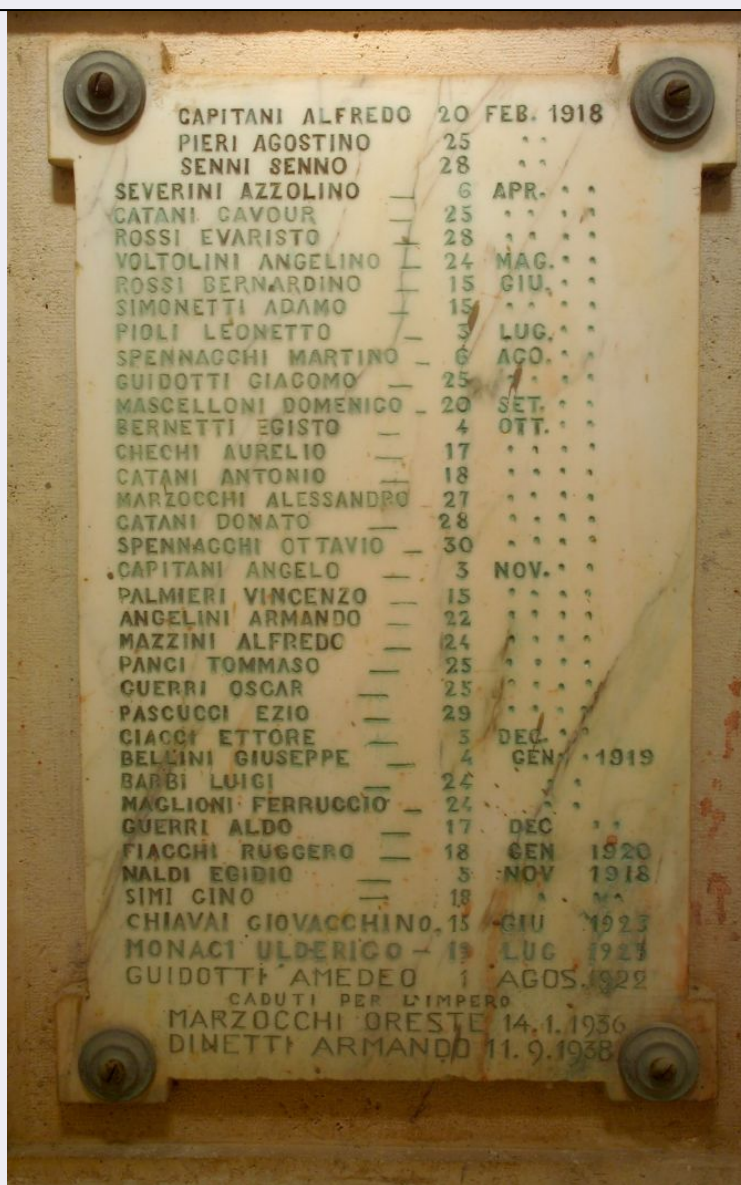 CAPITANI ALFREDO 20 FEB. 1918
PIERI AGOSTINO 25 " "
SENNI SENNO 28 " "
SEVERINI AZZOLINO — 6 APR. " "
CATANI CAVOUR — 25 " " " "
ROSSI EVARISTO — 28 " " " "
VOLTOLINI ANGELINO — 24 MAG. " "
ROSSI BERNARDINO — 15 GIU. " "
SIMONETTI ADAMO 15 " " " "
PIOLI LEONETTO — 3 LUG. " "
SPENNACCHI MARTINO — 6 AGO. " "
GUIDOTTI GIACOMO — 25 " " " "
MASCELLONI DOMENICO — 20 SET. " "
BERNETTI EGISTO — 4 OTT. " "
CHECHI AURELIO — 17 " " " "
CATANI ANTONIO — 18 " " " "
MARZOCCHI ALESSANDRO 27 " " " "
CATANI DONATO — 28 " " " "
SPENNACCHI OTTAVIO — 30 " " " "
CAPITANI ANGELO — 3 NOV. " "
PALMIERI VINCENZO — 15 " " " "
ANGELINI ARMANDO — 22 " " " "
MAZZINI ALFREDO — 24 " " " "
PANCI TOMMASO — 25 " " " "
GUERRI OSCAR — 25 " " " "
PASCUCCI EZIO — 29 " " " "
CIACCI ETTORE — 3 DEC. " "
BELLINI GIUSEPPE — 4 GEN. 1919
BARBI LUIGI — 24 " "
MAGLIONI FERRUCCIO — 24 " "
GUERRI ALDO — 17 DEC " "
FIACCHI RUGGERO — 18 GEN 1920
NALDI EGIDIO — 3 NOV 1918
SIMI GINO — 18 " "
CHIAVAI GIOVACCHINO. 15 GIU 1923
MONACI ULDERICO — LUG
GUIDOTTI AMEDEO 1 AGOS. 1922
CADUTI PER L'IMPERO
MARZOCCHI ORESTE 14.1.1936
DINETTI ARMANDO 11.9.1938